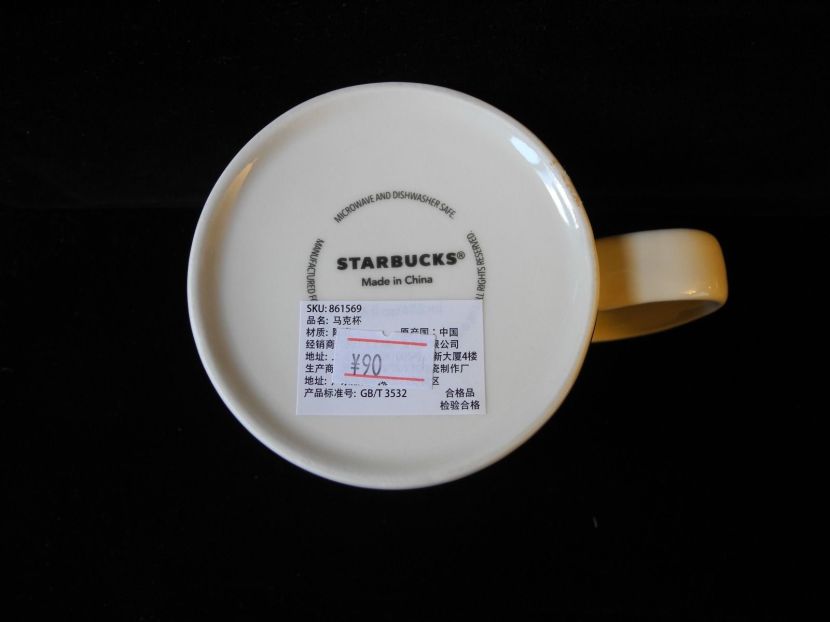 MICROWAVE AND DISHWASHER SAFE.
MANUFACTURED
RIGHTS RESERVED.
STARBUCKS®
Made in China
SKU: 861569
品名: 马克杯
材质: 原产国：中国
经销商 限公司
地址: 新大厦4楼
生产商 瓷制作厂
地址: 区
¥90
产品标准号: GB/T 3532 合格品
检验合格